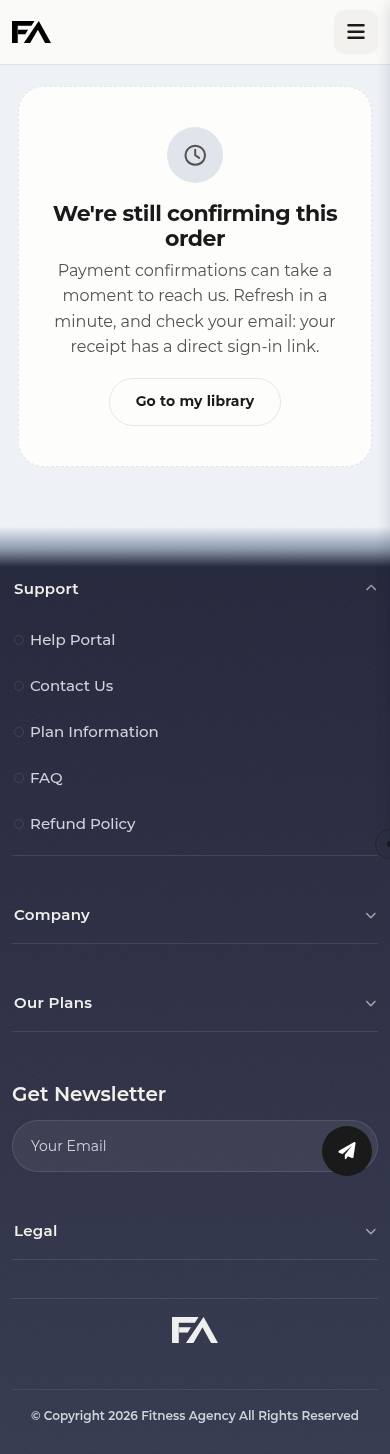 FA
We're still confirming this
order
Payment confirmations can take a
moment to reach us. Refresh in a
minute, and check your email: your
receipt has a direct sign-in link.
Go to my library
Support
Help Portal
Contact Us
Plan Information
FAQ
Refund Policy
Company
Our Plans
Get Newsletter
Your Email
Legal
FA
© Copyright 2026 Fitness Agency All Rights Reserved